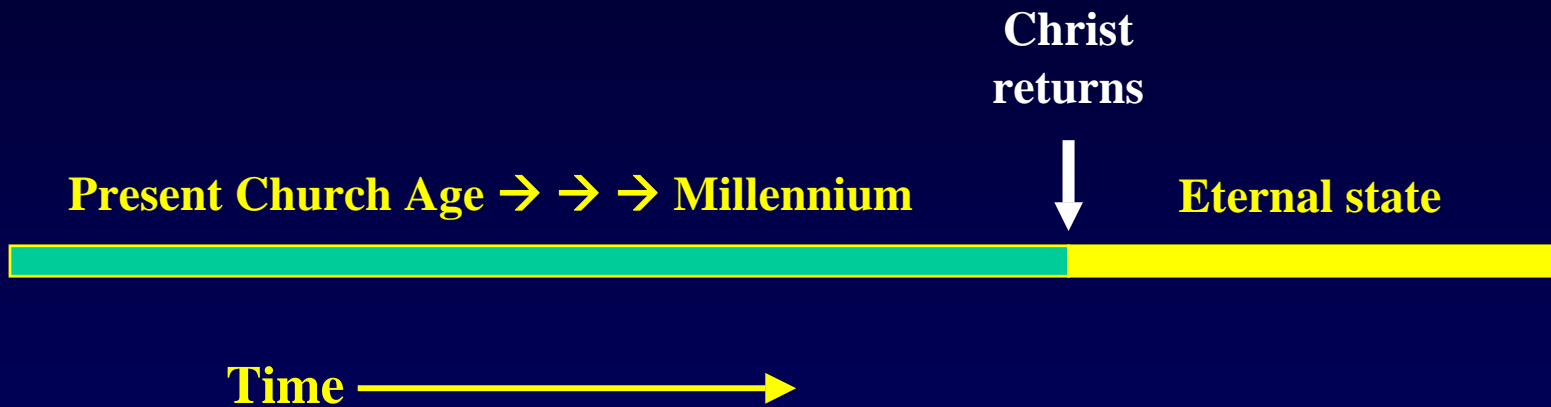 Christ
returns
Present Church Age → → → Millennium
Eternal state
Time